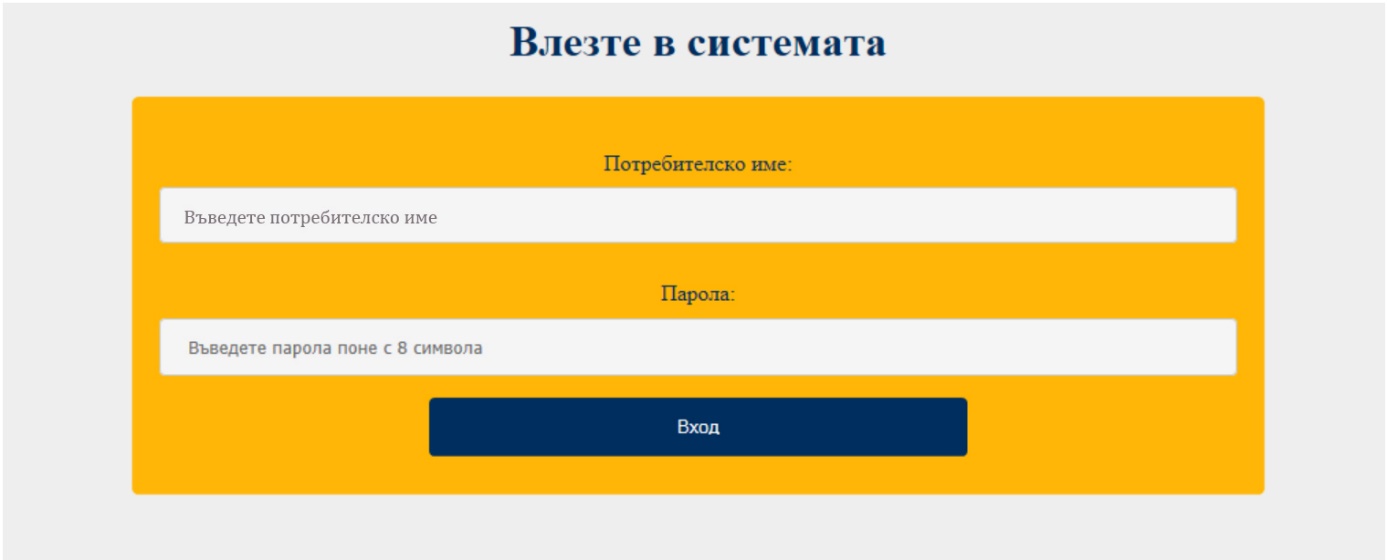 Влезте в системата
Потребителско име:
Въведете потребителско име
Парола:
Въведете парола поне с 8 символа
Вход